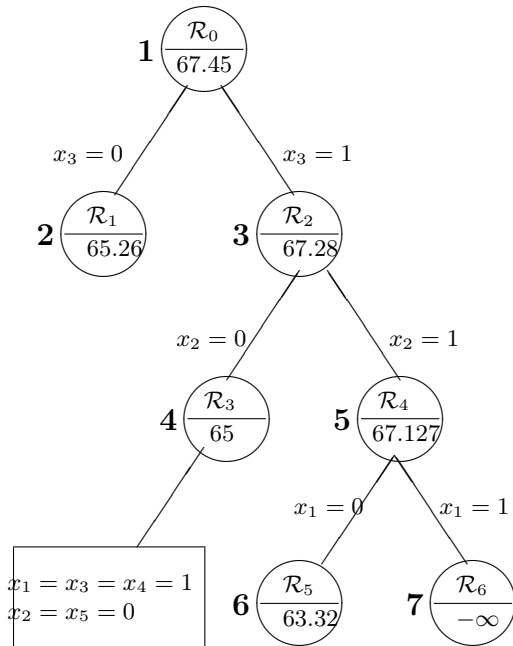 1 R₀
67.45
x₃ = 0 x₃ = 1
2 R₁ 3 R₂
65.26 67.28
x₂ = 0 x₂ = 1
4 R₃ 5 R₄
65 67.127
x₁ = 0 x₁ = 1
x₁ = x₃ = x₄ = 1
x₂ = x₅ = 0
6 R₅ 7 R₆
63.32 −∞